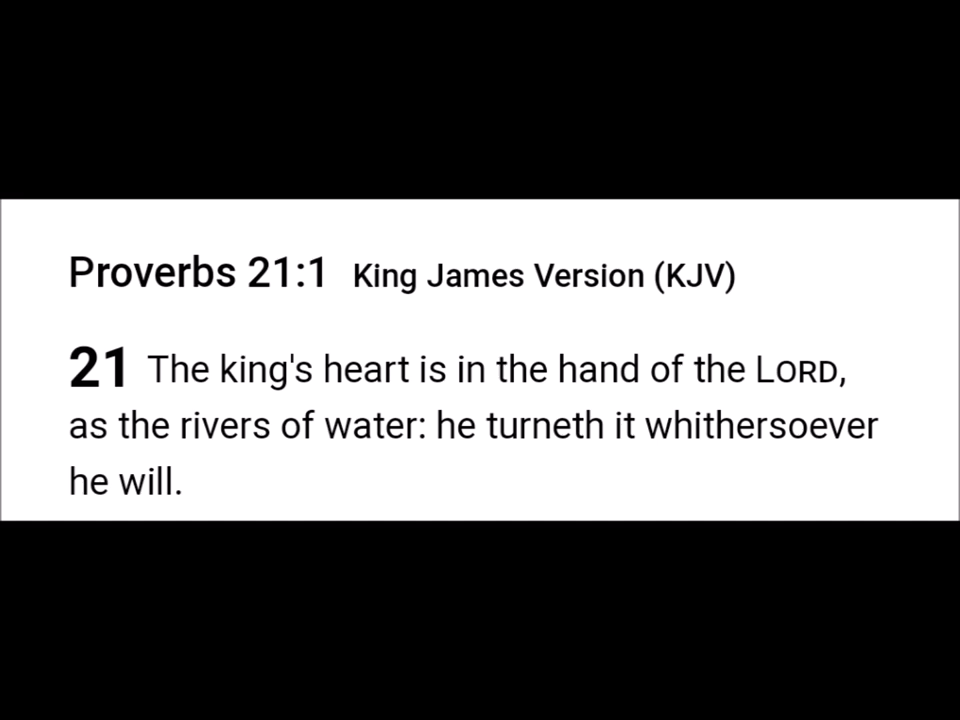 Proverbs 21:1 King James Version (KJV)
21 The king's heart is in the hand of the LORD,
as the rivers of water: he turneth it whithersoever
he will.